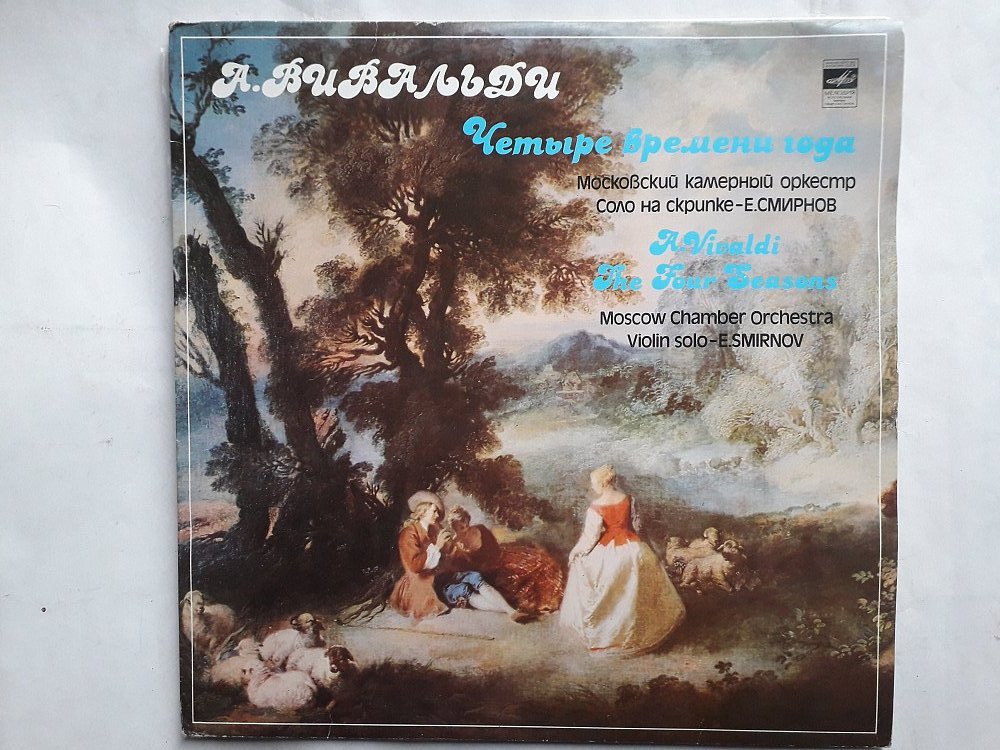 А. ВИВАЛЬДИ
МЕЛОДИЯ
Четыре времени года
Московский камерный оркестр
Соло на скрипке-Е.СМИРНОВ
A.Vivaldi
The Four Seasons
Moscow Chamber Orchestra
Violin solo-E.SMIRNOV